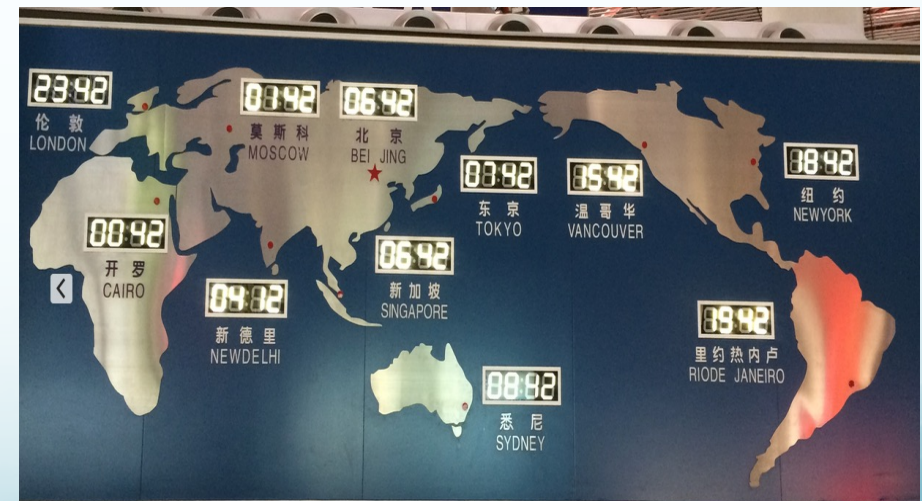 23:42
伦敦
LONDON
01:42
莫斯科
MOSCOW
06:42
北京
BEI JING
07:42
东京
TOKYO
15:42
温哥华
VANCOUVER
18:42
纽约
NEWYORK
00:42
开罗
CAIRO
04:12
新德里
NEWDELHI
06:42
新加坡
SINGAPORE
19:42
里约热内卢
RIODE JANEIRO
08:42
悉尼
SYDNEY